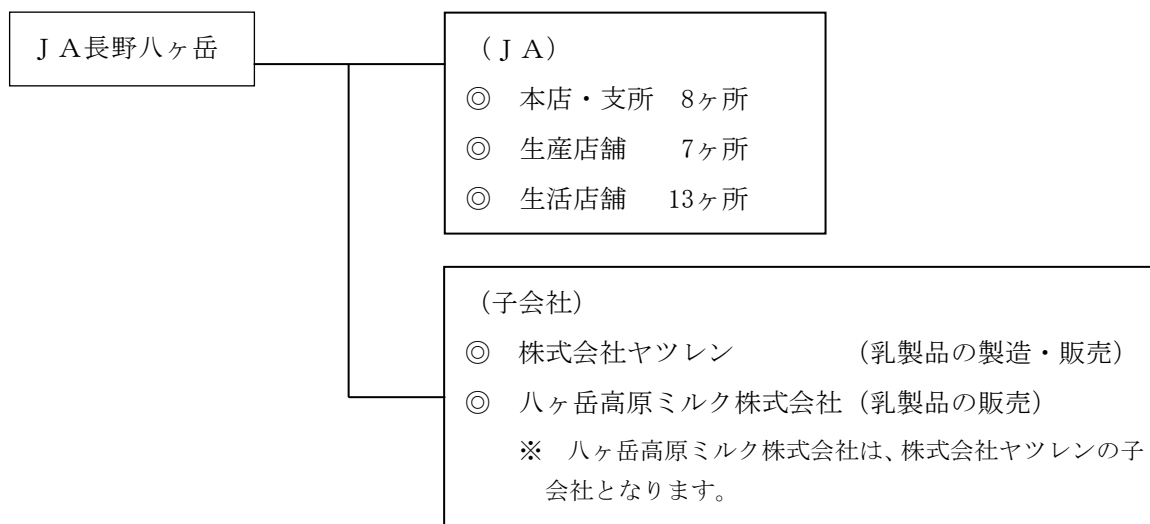 ＪＡ長野八ヶ岳
（ＪＡ）
◎　本店・支所　8ヶ所
◎　生産店舗　　7ヶ所
◎　生活店舗　 13ヶ所
（子会社）
◎　株式会社ヤツレン　　　　（乳製品の製造・販売）
◎　八ヶ岳高原ミルク株式会社（乳製品の販売）
※　八ヶ岳高原ミルク株式会社は、株式会社ヤツレンの子
会社となります。